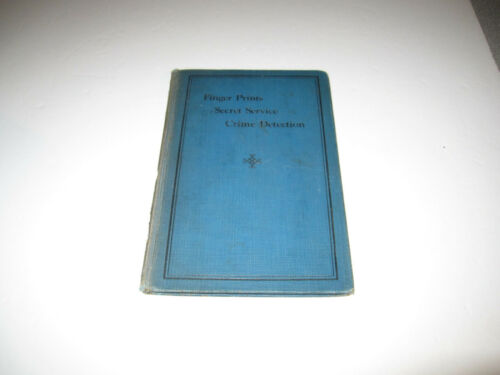 Finger Prints
Secret Service
Crime Detection